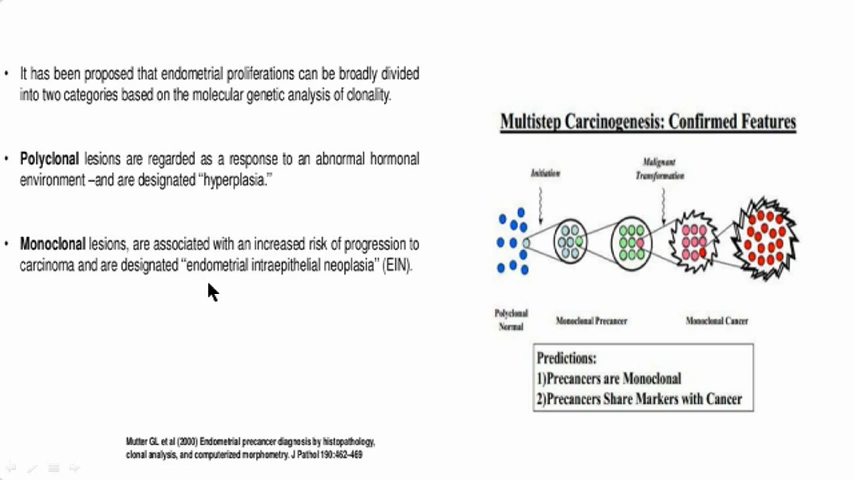 • It has been proposed that endometrial proliferations can be broadly divided
into two categories based on the molecular genetic analysis of clonality.
• Polyclonal lesions are regarded as a response to an abnormal hormonal
environment –and are designated “hyperplasia.”
• Monoclonal lesions, are associated with an increased risk of progression to
carcinoma and are designated “endometrial intraepithelial neoplasia” (EIN).
Mutter GL et al (2000) Endometrial precancer diagnosis by histopathology,
clonal analysis, and computerized morphometry. J Pathol 190:462–469
Multistep Carcinogenesis: Confirmed Features
Initiation
Malignant
Transformation
Polyclonal
Normal
Monoclonal Precancer
Monoclonal Cancer
Predictions:
1)Precancers are Monoclonal
2)Precancers Share Markers with Cancer